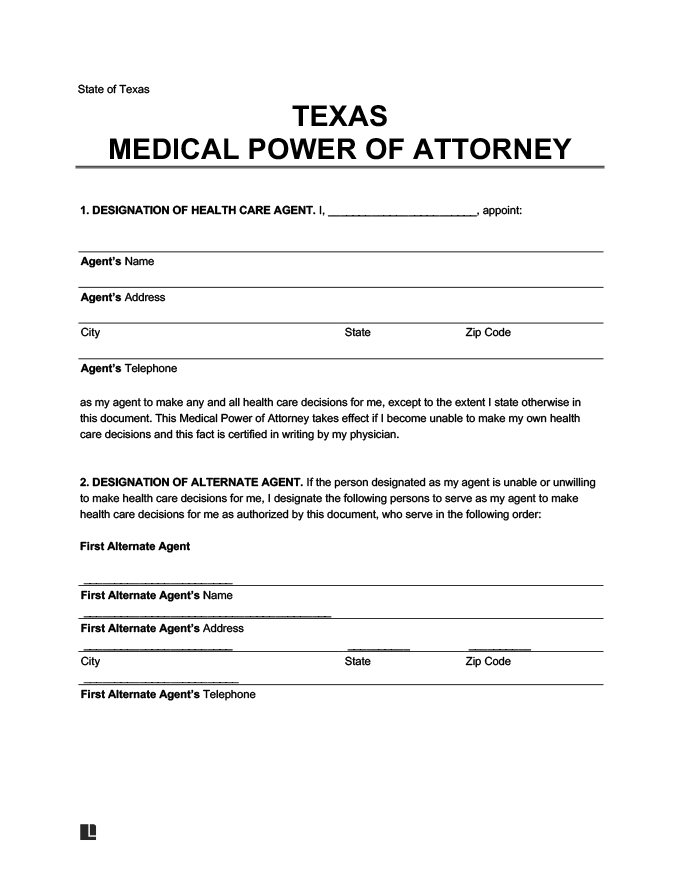 State of Texas
TEXAS
MEDICAL POWER OF ATTORNEY
1. DESIGNATION OF HEALTH CARE AGENT. I, ________________________, appoint:
Agent’s Name
Agent’s Address
City State Zip Code
Agent’s Telephone
as my agent to make any and all health care decisions for me, except to the extent I state otherwise in
this document. This Medical Power of Attorney takes effect if I become unable to make my own health
care decisions and this fact is certified in writing by my physician.
2. DESIGNATION OF ALTERNATE AGENT. If the person designated as my agent is unable or unwilling
to make health care decisions for me, I designate the following persons to serve as my agent to make
health care decisions for me as authorized by this document, who serve in the following order:
First Alternate Agent
First Alternate Agent’s Name
First Alternate Agent’s Address
City State Zip Code
First Alternate Agent’s Telephone